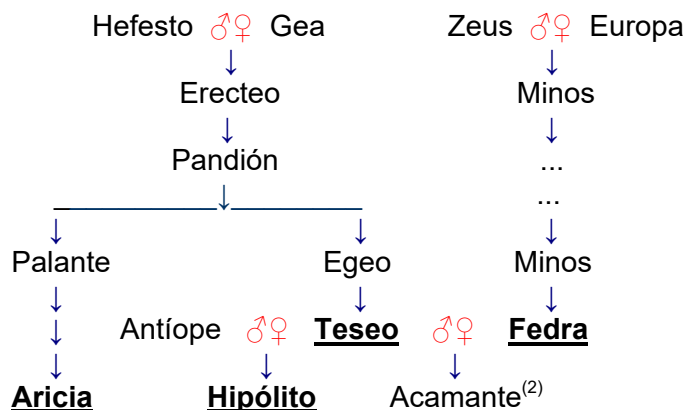 Hefesto ♂♀ Gea Zeus ♂♀ Europa
Erecteo Minos
Pandión ...
...
Palante Egeo Minos
Antíope ♂♀ Teseo ♂♀ Fedra
Aricia Hipólito Acamante(2)